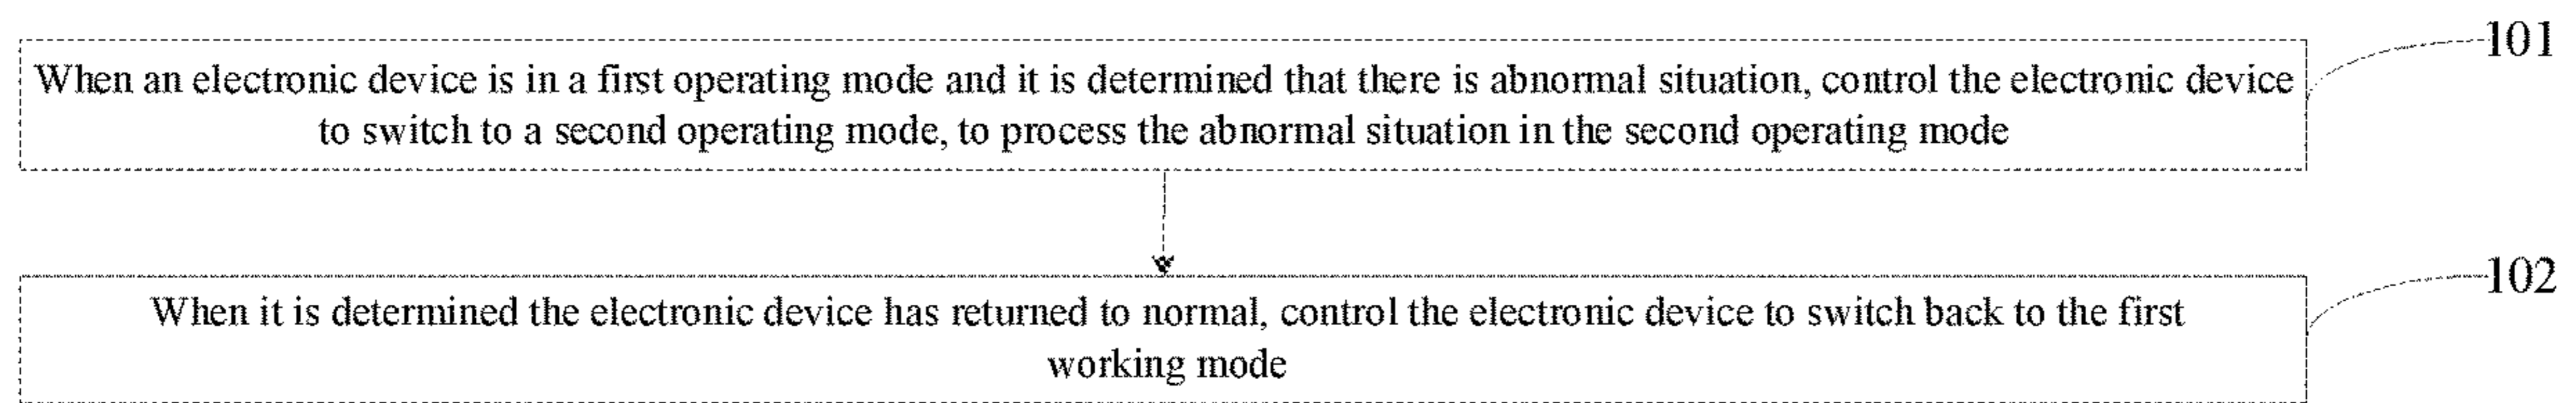 101
When an electronic device is in a first operating mode and it is determined that there is abnormal situation, control the electronic device
to switch to a second operating mode, to process the abnormal situation in the second operating mode
102
When it is determined the electronic device has returned to normal, control the electronic device to switch back to the first
working mode